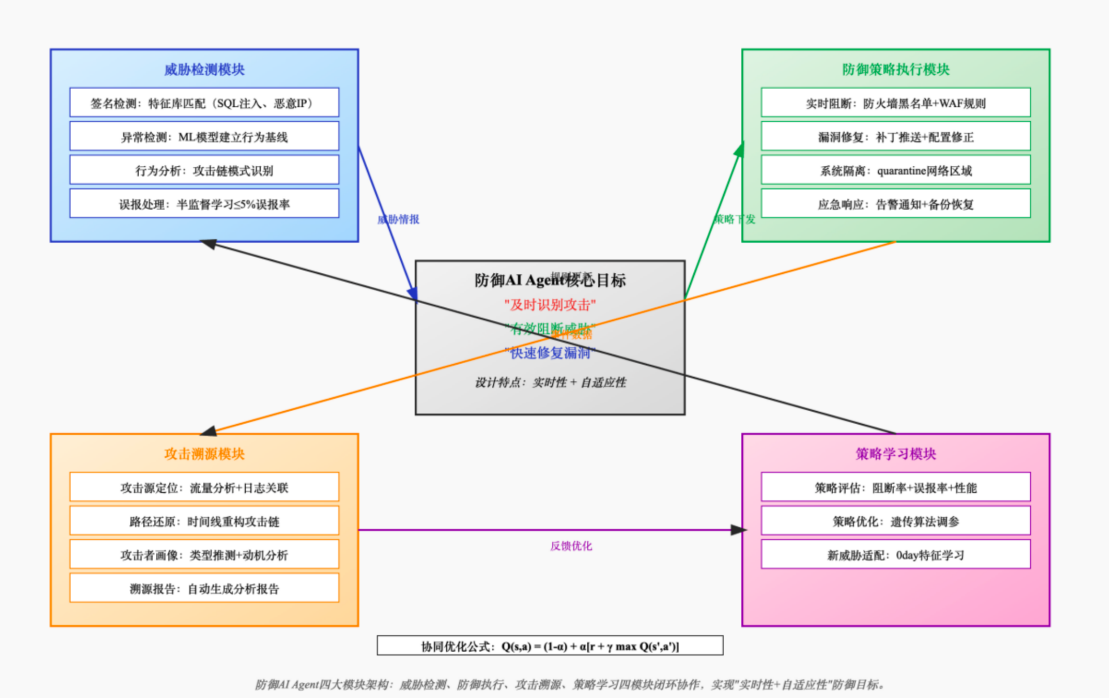 威胁检测模块
签名检测：特征库匹配（SQL注入、恶意IP）
异常检测：ML模型建立行为基线
行为分析：攻击链模式识别
误报处理：半监督学习≤5%误报率
防御策略执行模块
实时阻断：防火墙黑名单+WAF规则
漏洞修复：补丁推送+配置修正
系统隔离：quarantine网络区域
应急响应：告警通知+备份恢复
威胁情报
策略下发
防御AI Agent核心目标
"及时识别攻击"
"有效阻断威胁"
"快速修复漏洞"
设计特点：实时性 + 自适应性
攻击溯源模块
攻击源定位：流量分析+日志关联
路径还原：时间线重构攻击链
攻击者画像：类型推测+动机分析
溯源报告：自动生成分析报告
反馈优化
策略学习模块
策略评估：阻断率+误报率+性能
策略优化：遗传算法调参
新威胁适配：0day特征学习
协同优化公式：Q(s,a) = (1-α) + α[r + γ max Q(s',a')]
防御AI Agent四大模块架构：威胁检测、防御执行、攻击溯源、策略学习四模块闭环协作，实现"实时性+自适应性"防御目标。